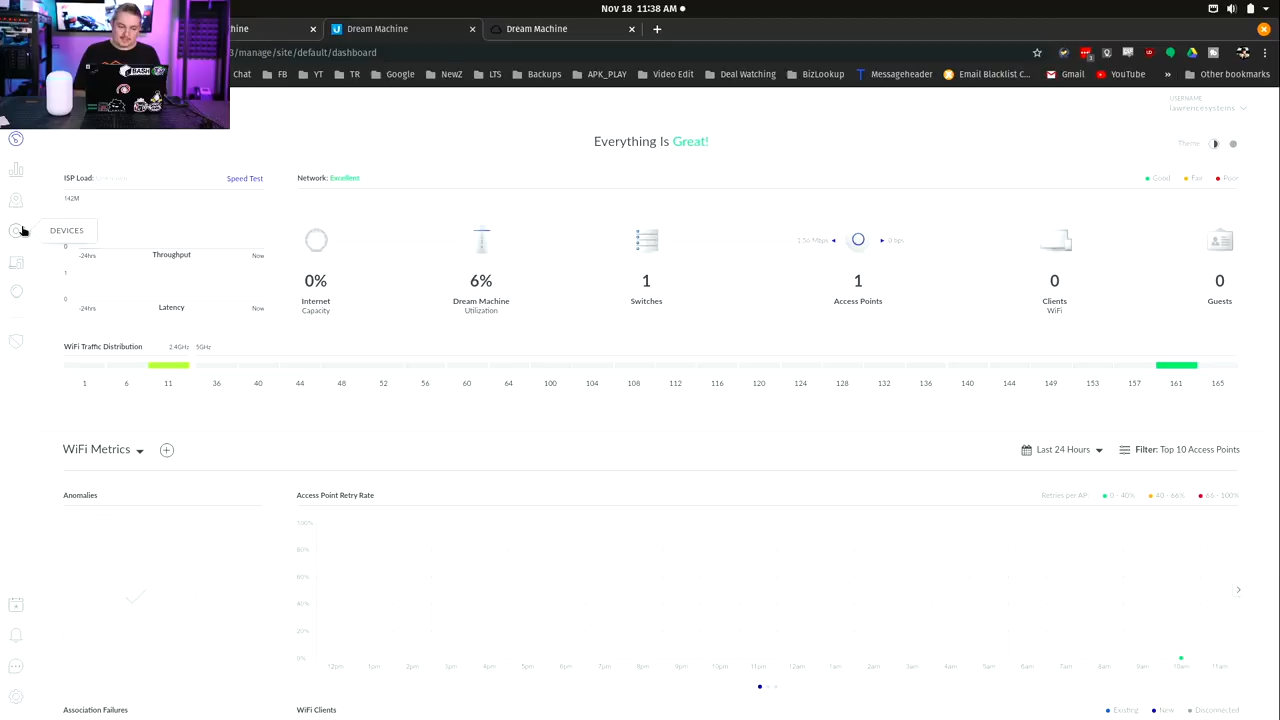 NOV 18 11:38 AM
hine
Dream Machine
Dream Machine
3/manage/site/default/dashboard
Chat FB YT TR Google NewZ LTS Backups APK_PLAY Video Edit Deal Waving Bizzabo MessageLoader Email Blacklist C... Gmail YouTube » Other bookmarks
USERNAME
lawrencesystems
Everything Is Great!
Theme
ISP Load:
Speed Test
Network: Excellent
Good Fair Poor
142M
DEVICES
0
-24hrs Throughput Now
1
0
-24hrs Latency Now
1.56 Mbps 0 bps
0% 6% 1 1 0 0
Internet Dream Machine Switches Access Points Clients Guests
Capacity Utilization WiFi
WiFi Traffic Distribution 2.4GHz 5GHz
1 6 11 36 40 44 48 52 56 60 64 100 104 108 112 116 120 124 128 132 136 140 144 149 153 157 161 165
WiFi Metrics
Last 24 Hours
Filter: Top 10 Access Points
Anomalies
Access Point Retry Rate
Retries per AP: 0 - 40% 40 - 66% 66 - 100%
100%
80%
60%
40%
20%
0%
12pm 1pm 2pm 3pm 4pm 5pm 6pm 7pm 8pm 9pm 10pm 11pm 12am 1am 2am 3am 4am 5am 6am 7am 8am 9am 10am 11am
Association Failures
WiFi Clients
Existing New Disconnected